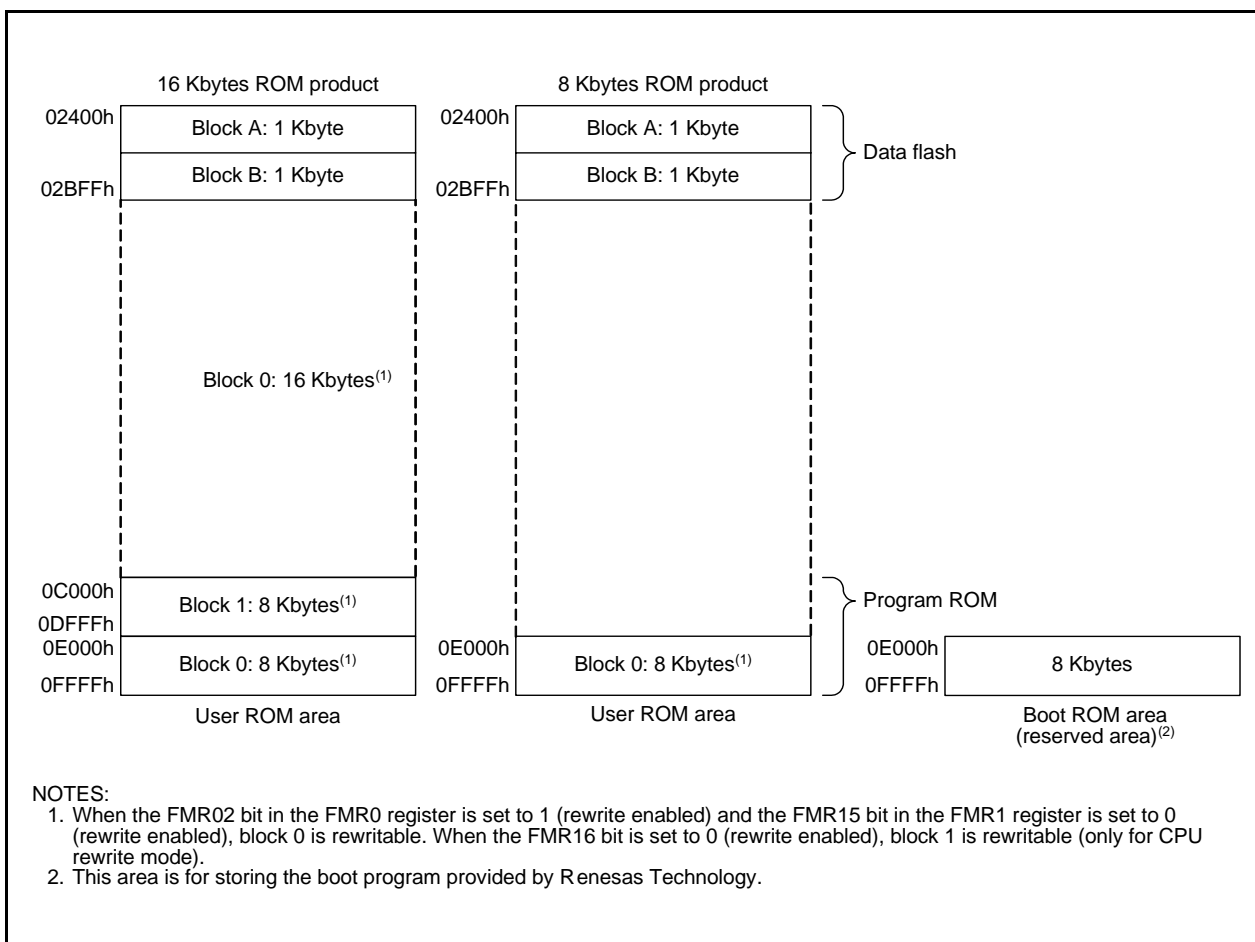 16 Kbytes ROM product
02400h
Block A: 1 Kbyte
Block B: 1 Kbyte
02BFFh
Block 0: 16 Kbytes(1)
0C000h
Block 1: 8 Kbytes(1)
0DFFFh
0E000h
Block 0: 8 Kbytes(1)
0FFFFh
User ROM area
8 Kbytes ROM product
02400h
Block A: 1 Kbyte
Block B: 1 Kbyte
02BFFh
Data flash
0E000h
Block 0: 8 Kbytes(1)
0FFFFh
User ROM area
Program ROM
0E000h
8 Kbytes
0FFFFh
Boot ROM area
(reserved area)(2)
NOTES:
1. When the FMR02 bit in the FMR0 register is set to 1 (rewrite enabled) and the FMR15 bit in the FMR1 register is set to 0
(rewrite enabled), block 0 is rewritable. When the FMR16 bit is set to 0 (rewrite enabled), block 1 is rewritable (only for CPU
rewrite mode).
2. This area is for storing the boot program provided by Renesas Technology.